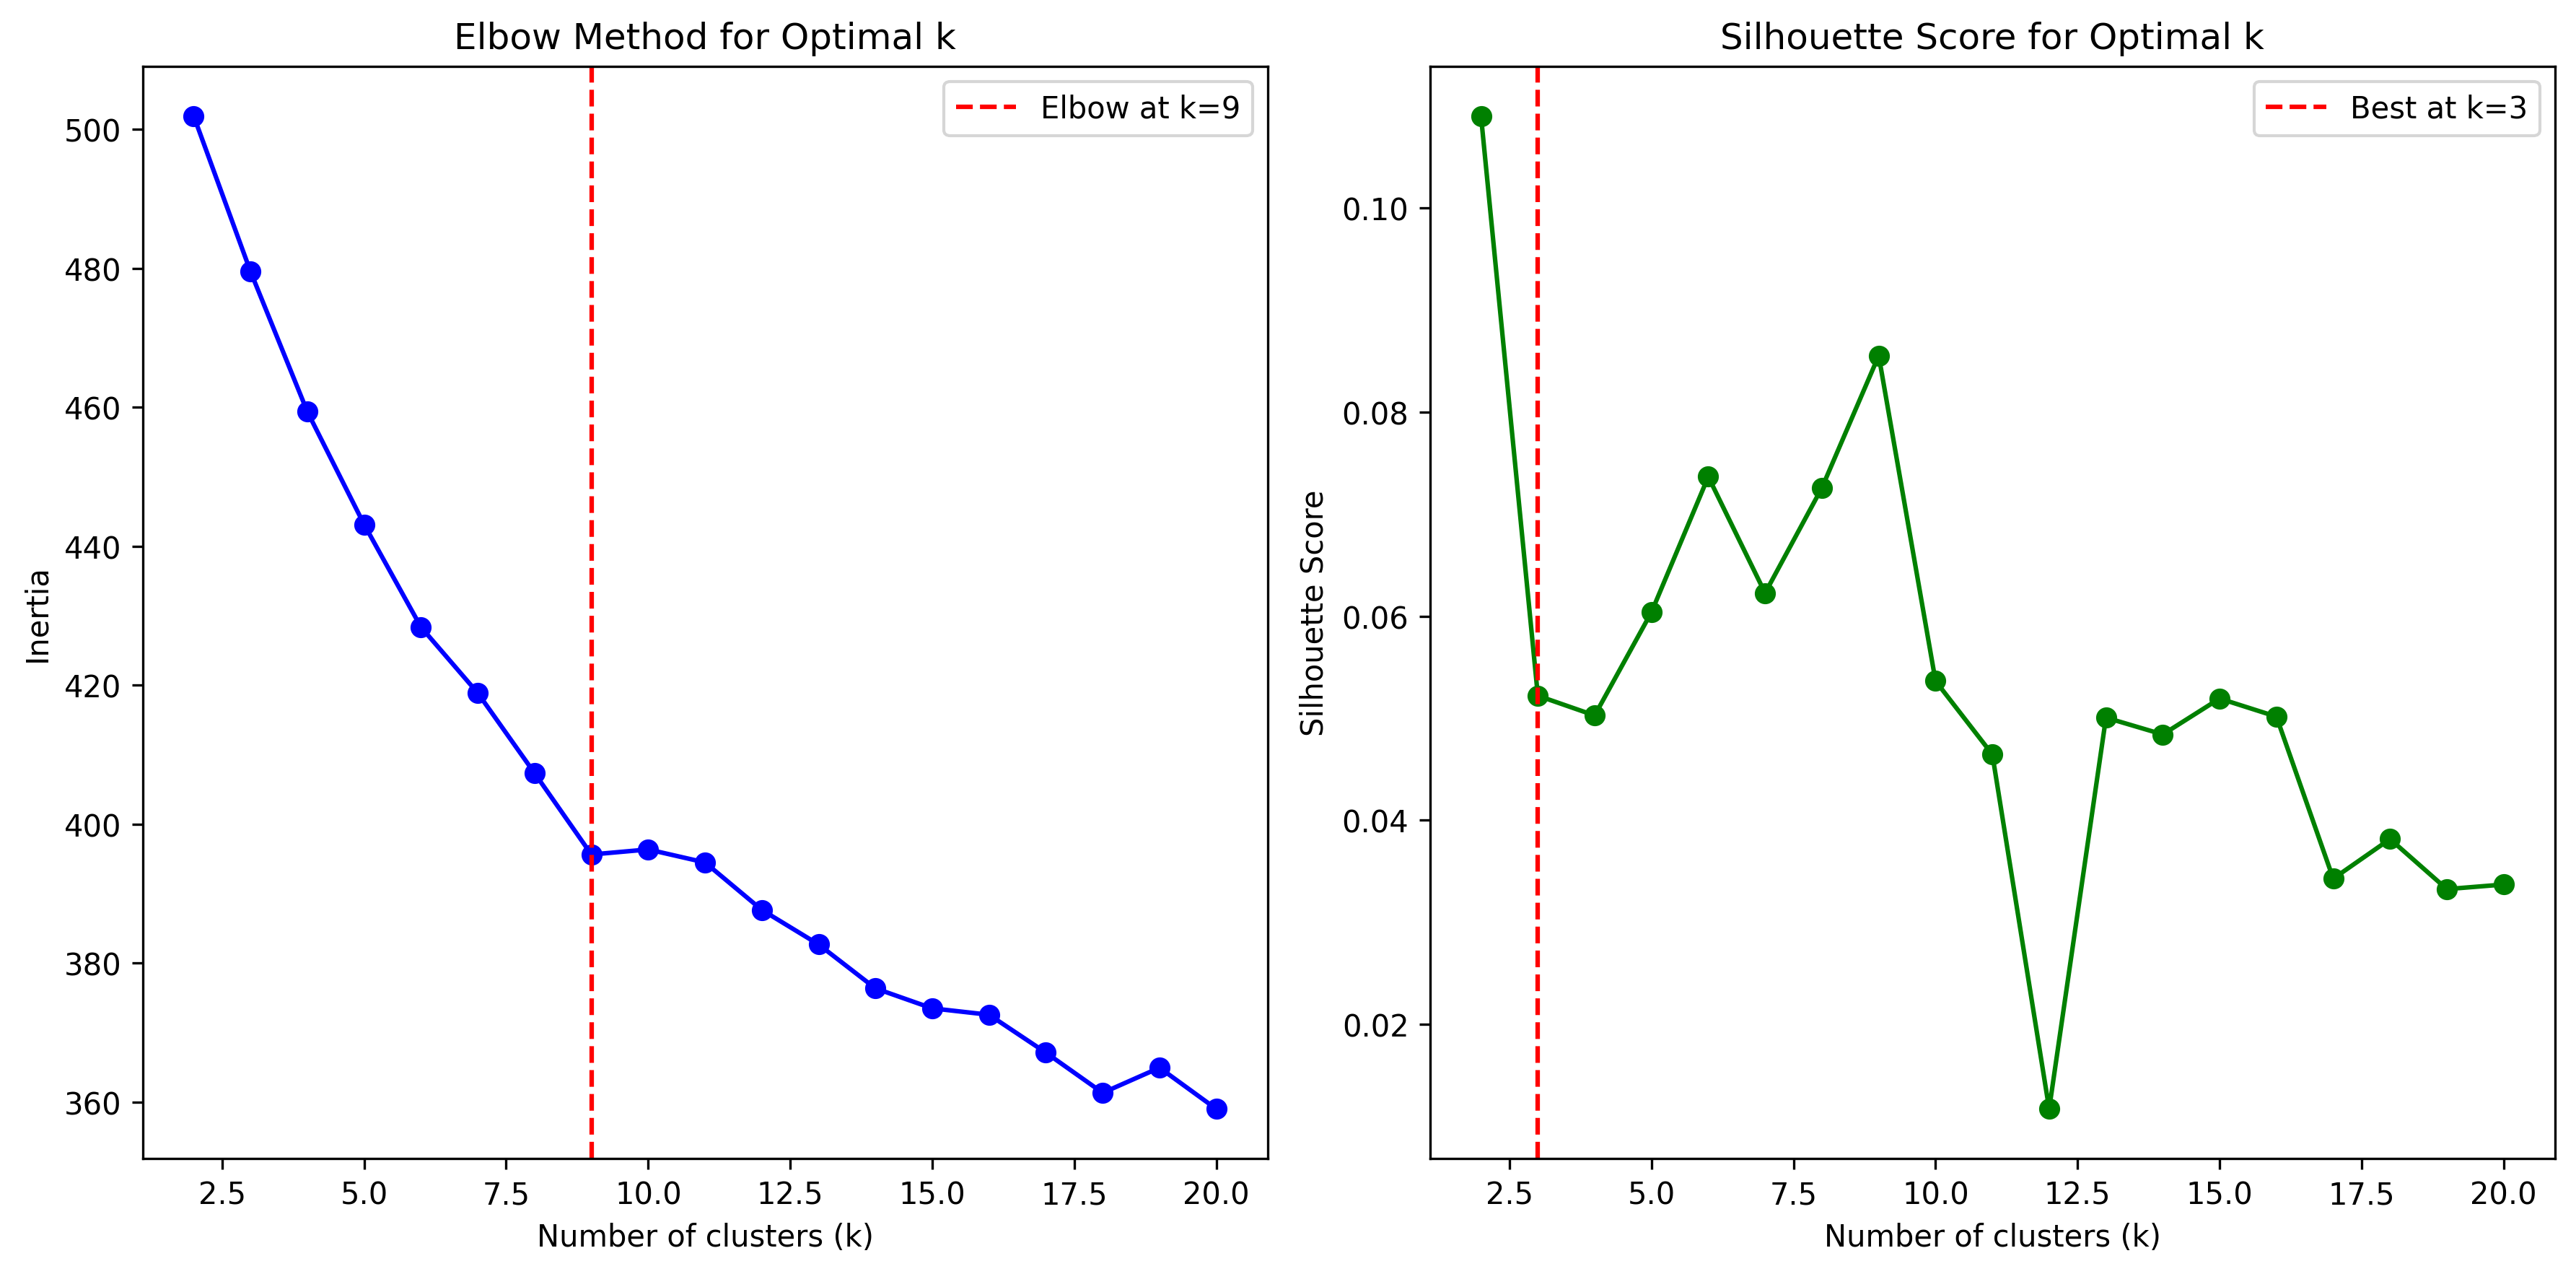 Elbow Method for Optimal k
Elbow at k=9
500
480
460
440
420
400
380
360
Inertia
2.5 5.0 7.5 10.0 12.5 15.0 17.5 20.0
Number of clusters (k)
Silhouette Score for Optimal k
Best at k=3
0.10
0.08
0.06
0.04
0.02
Silhouette Score
2.5 5.0 7.5 10.0 12.5 15.0 17.5 20.0
Number of clusters (k)